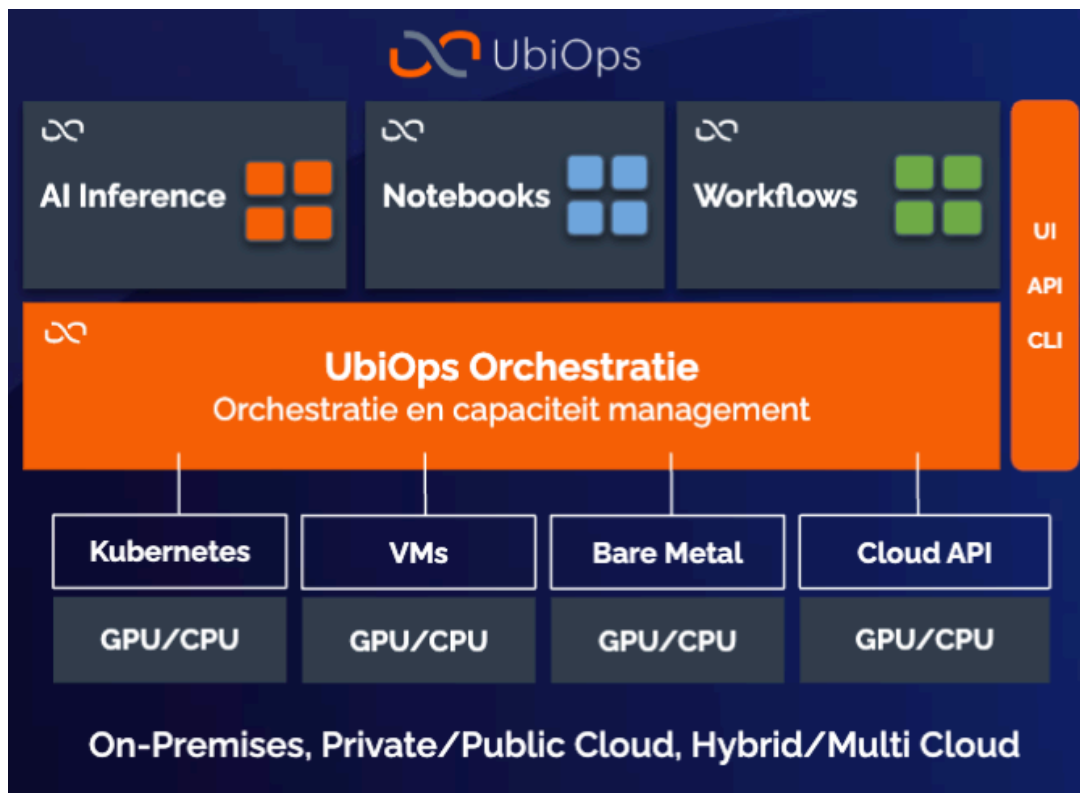 UbiOps
AI Inference
Notebooks
Workflows
UI
API
CLI
UbiOps Orchestratie
Orchestratie en capaciteit management
Kubernetes
VMs
Bare Metal
Cloud API
GPU/CPU
GPU/CPU
GPU/CPU
GPU/CPU
On-Premises, Private/Public Cloud, Hybrid/Multi Cloud